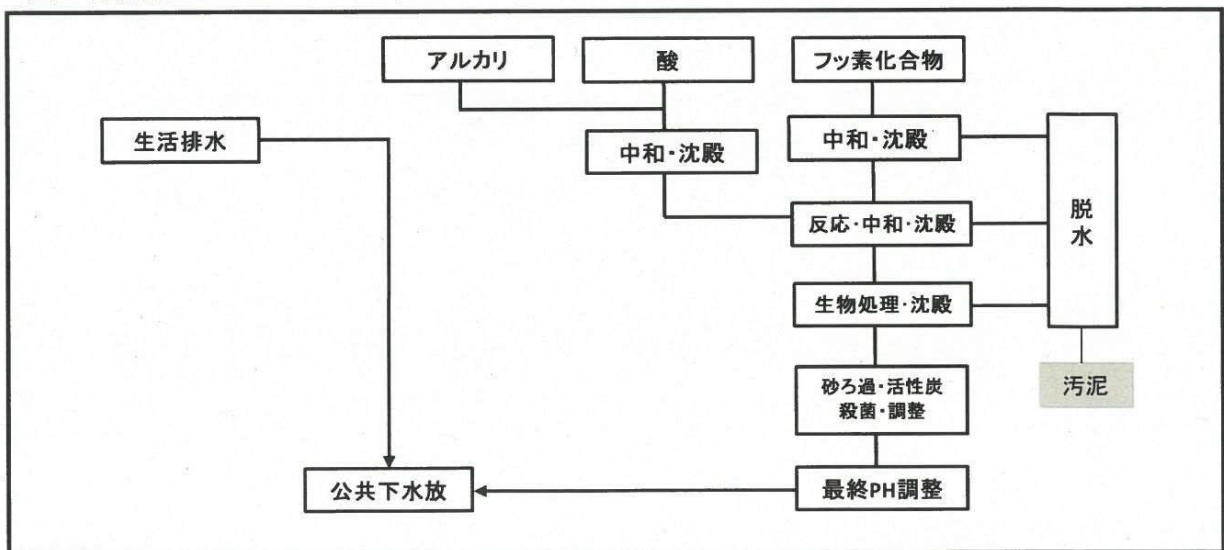 アルカリ
酸
フッ素化合物
生活排水
中和・沈殿
中和・沈殿
脱水
反応・中和・沈殿
生物処理・沈殿
砂ろ過・活性炭
殺菌・調整
汚泥
公共下水放
最終PH調整